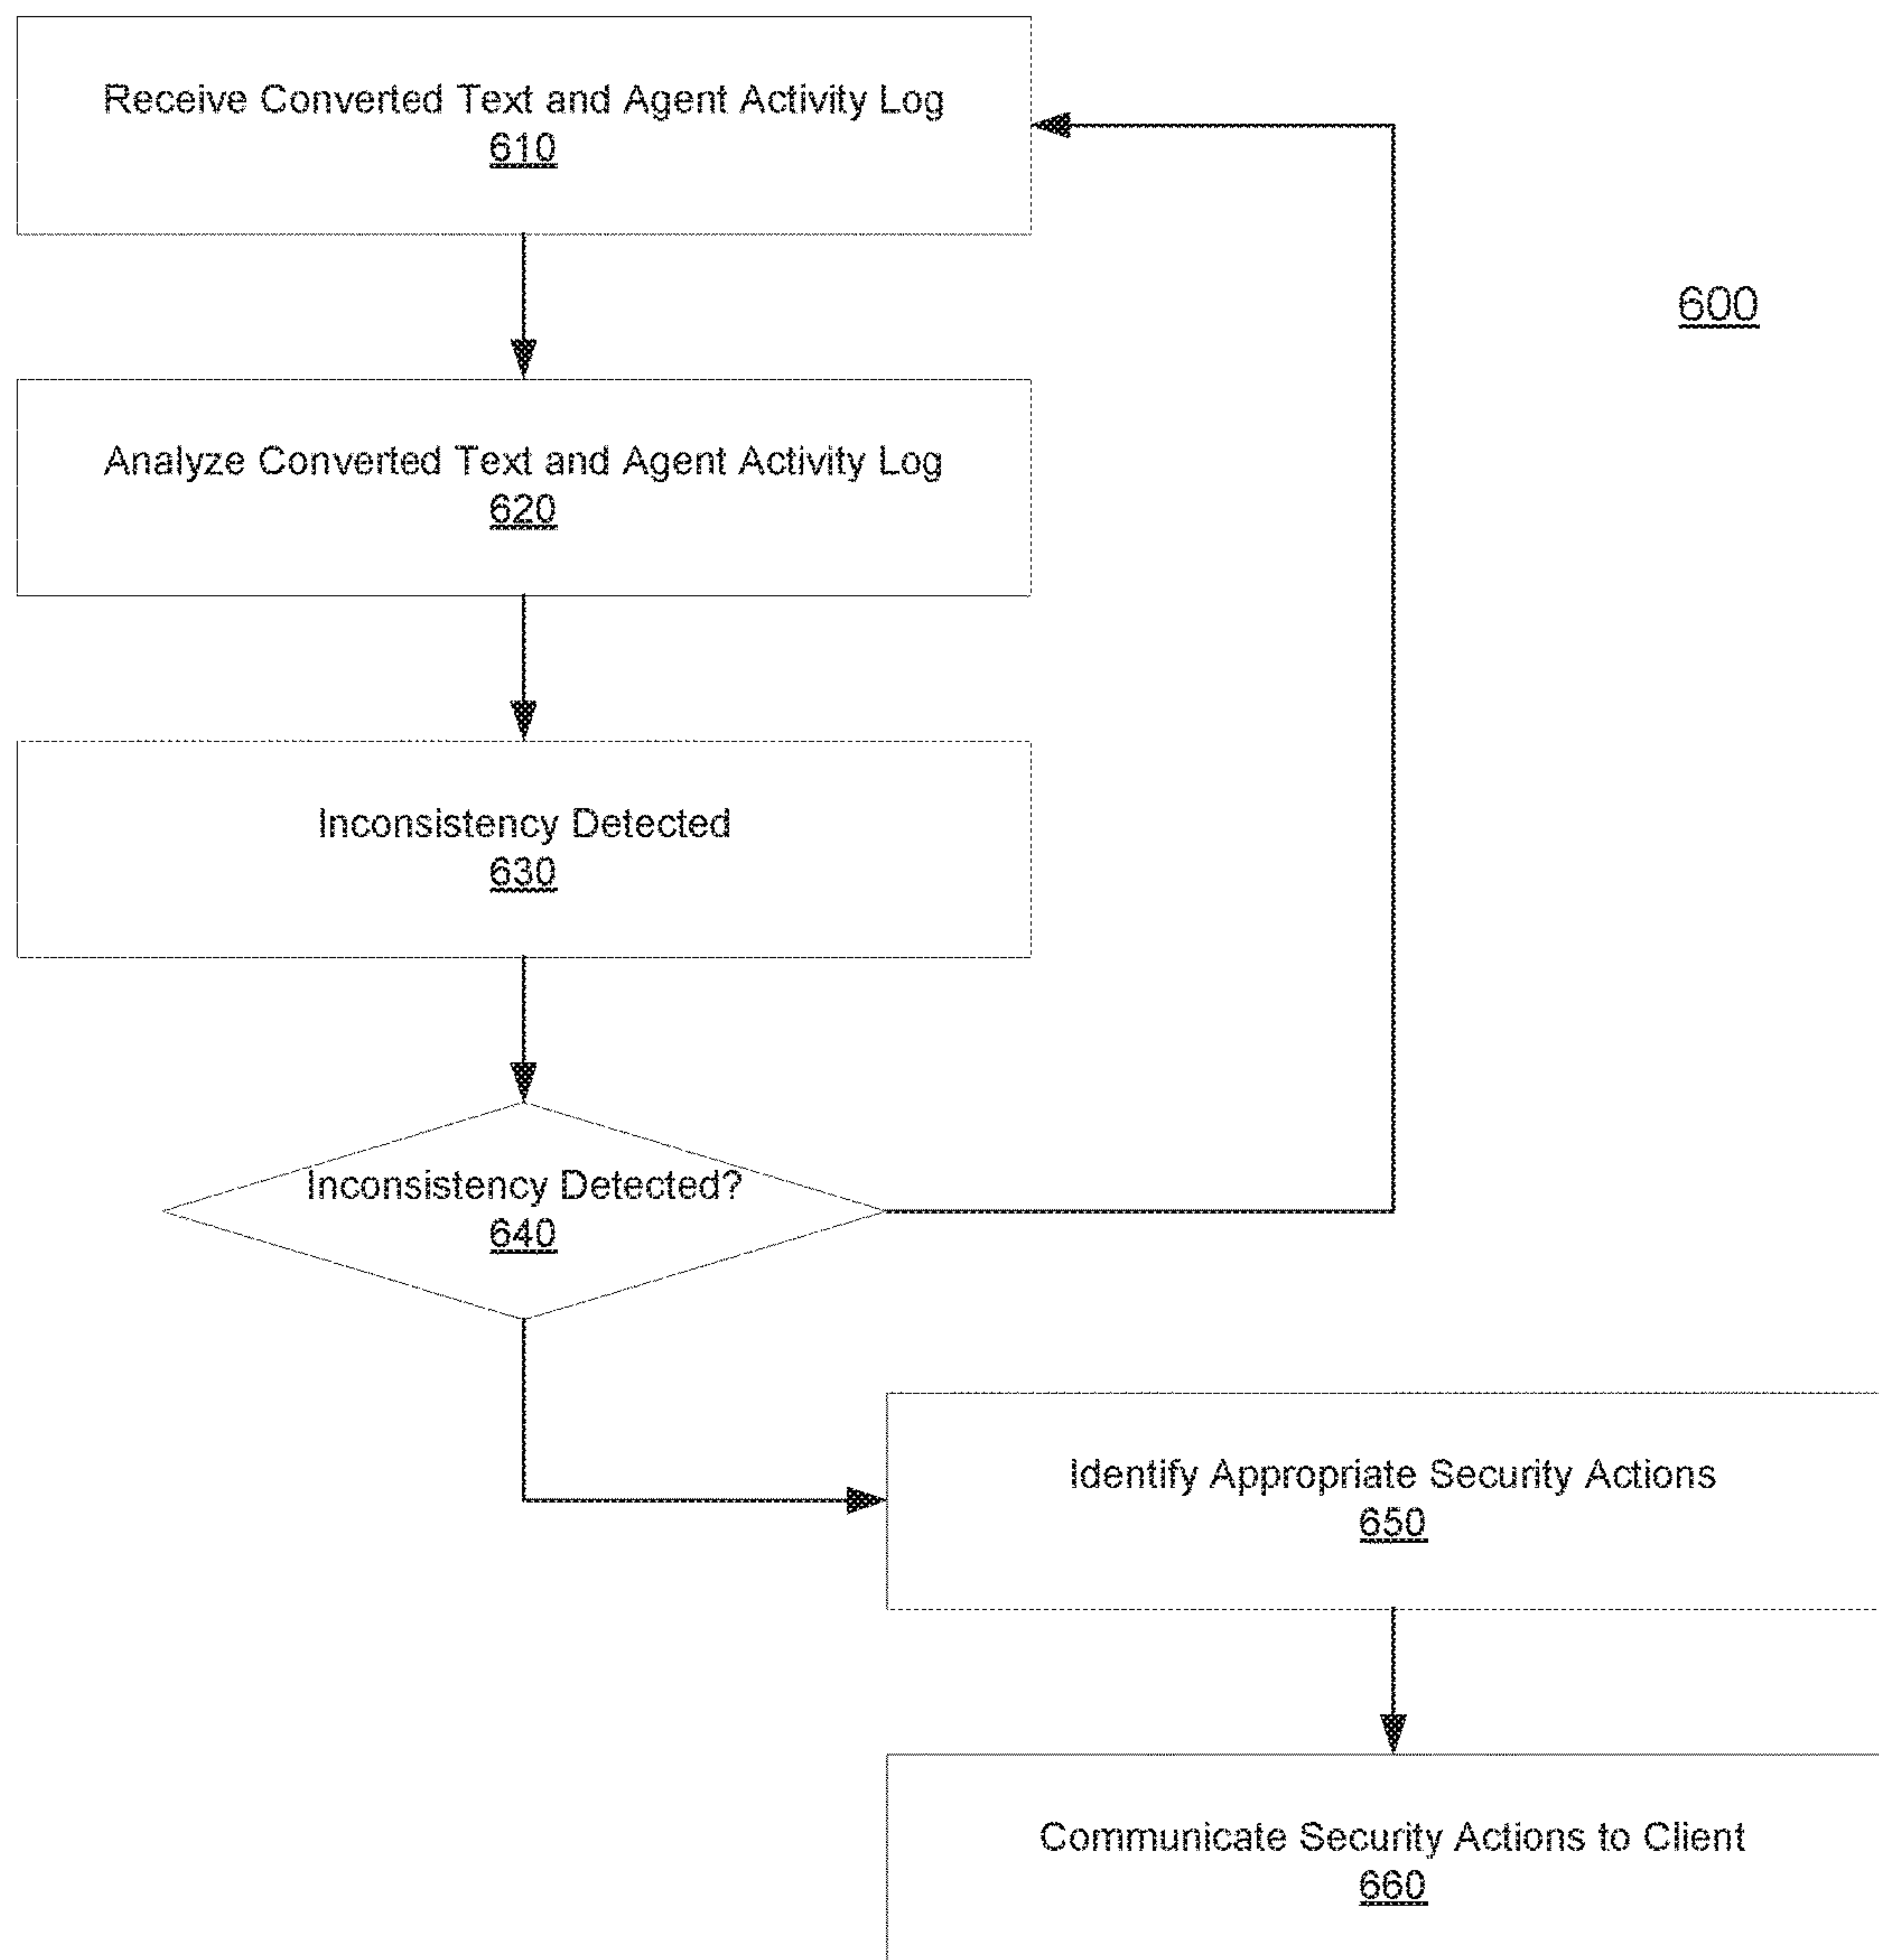 Receive Converted Text and Agent Activity Log
610
600
Analyze Converted Text and Agent Activity Log
620
Inconsistency Detected
630
Inconsistency Detected?
640
Identify Appropriate Security Actions
650
Communicate Security Actions to Client
660